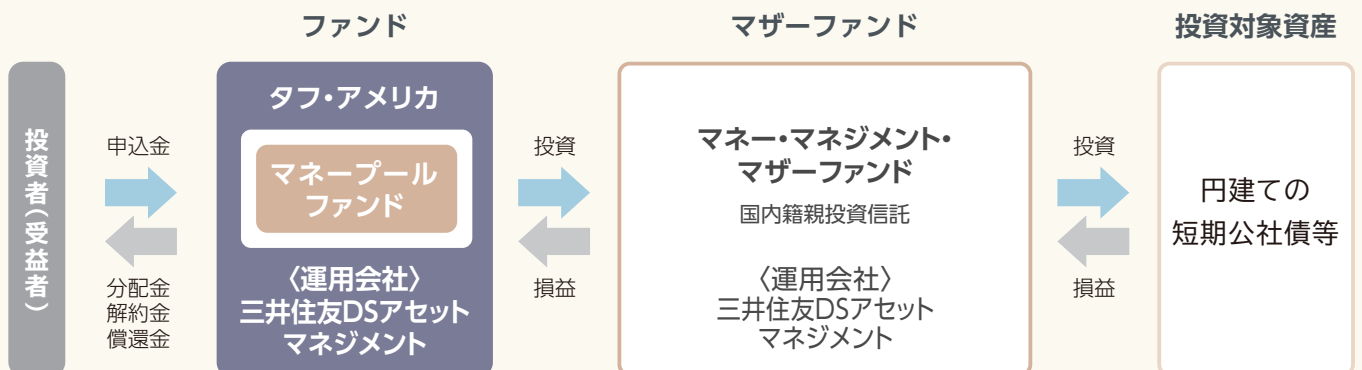 ファンド
マザーファンド
投資対象資産
投資者(受益者)
申込金
分配金
解約金
償還金
タフ・アメリカ
マネープール
ファンド
〈運用会社〉
三井住友DSアセット
マネジメント
投資
損益
マネー・マネジメント・
マザーファンド
国内籍親投資信託
〈運用会社〉
三井住友DSアセット
マネジメント
投資
損益
円建ての
短期公社債等